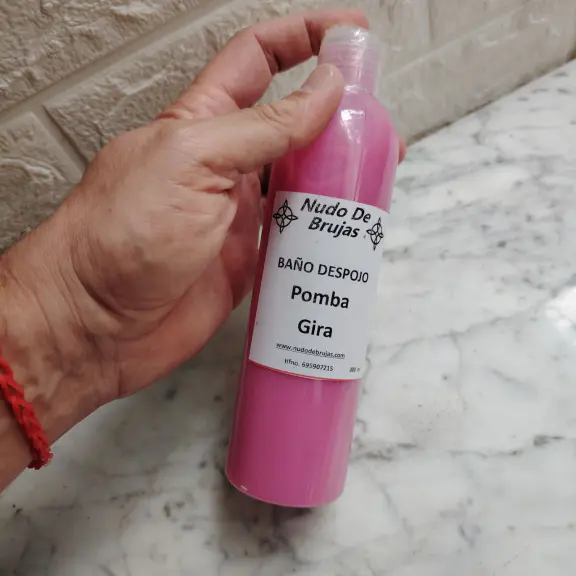 Nudo De
Brujas
BAÑO DESPOJO
Pomba
Gira
www.nudodebrujas.com
tlfno. 695907215